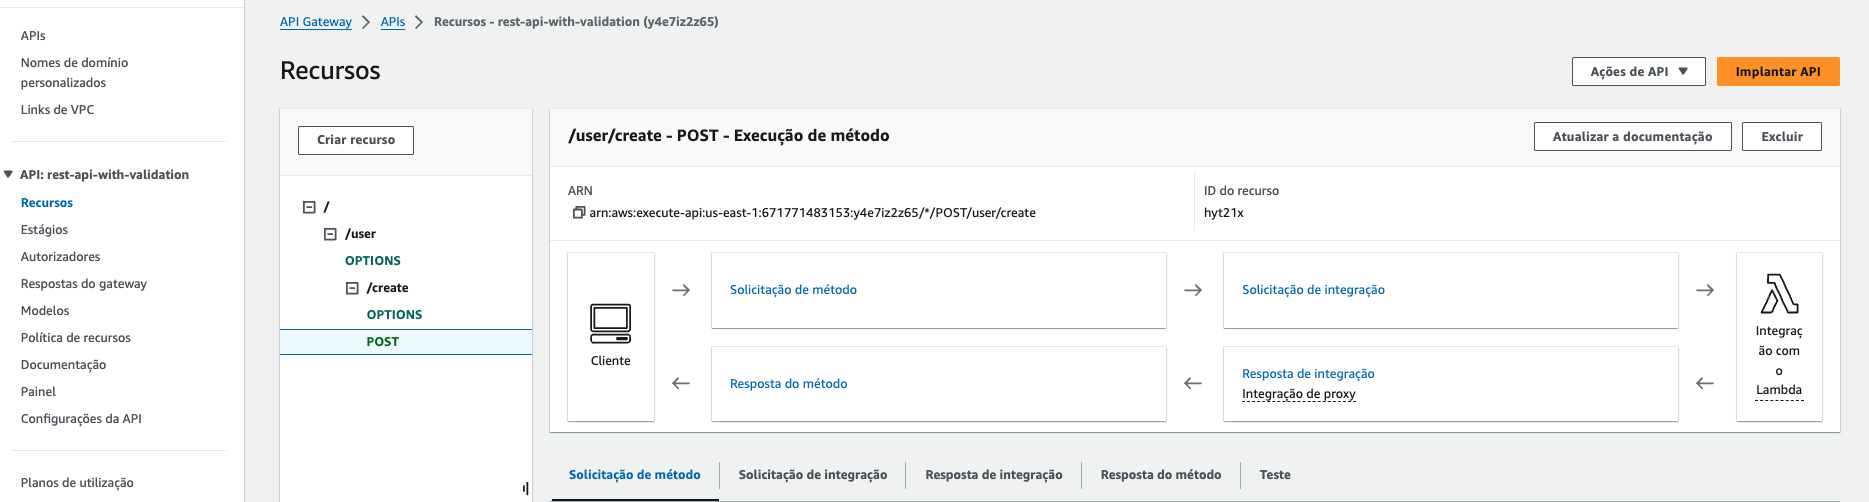 APIs
Nomes de domínio
personalizados
Links de VPC
API: rest-api-with-validation
Recursos
Estágios
Autorizadores
Respostas do gateway
Modelos
Política de recursos
Documentação
Painel
Configurações da API
Planos de utilização
API Gateway > APIs > Recursos - rest-api-with-validation (y4e7iz2z65)
Recursos
Ações de API
Implantar API
Criar recurso
/
/user
OPTIONS
/create
OPTIONS
POST
/user/create - POST - Execução de método
Atualizar a documentação
Excluir
ARN
arn:aws:execute-api:us-east-1:671771483153:y4e7iz2z65/*/POST/user/create
ID do recurso
hyt21x
Cliente
Solicitação de método
Solicitação de integração
Resposta do método
Resposta de integração
Integração de proxy
Integraç
ão com
o
Lambda
Solicitação de método
Solicitação de integração
Resposta de integração
Resposta do método
Teste